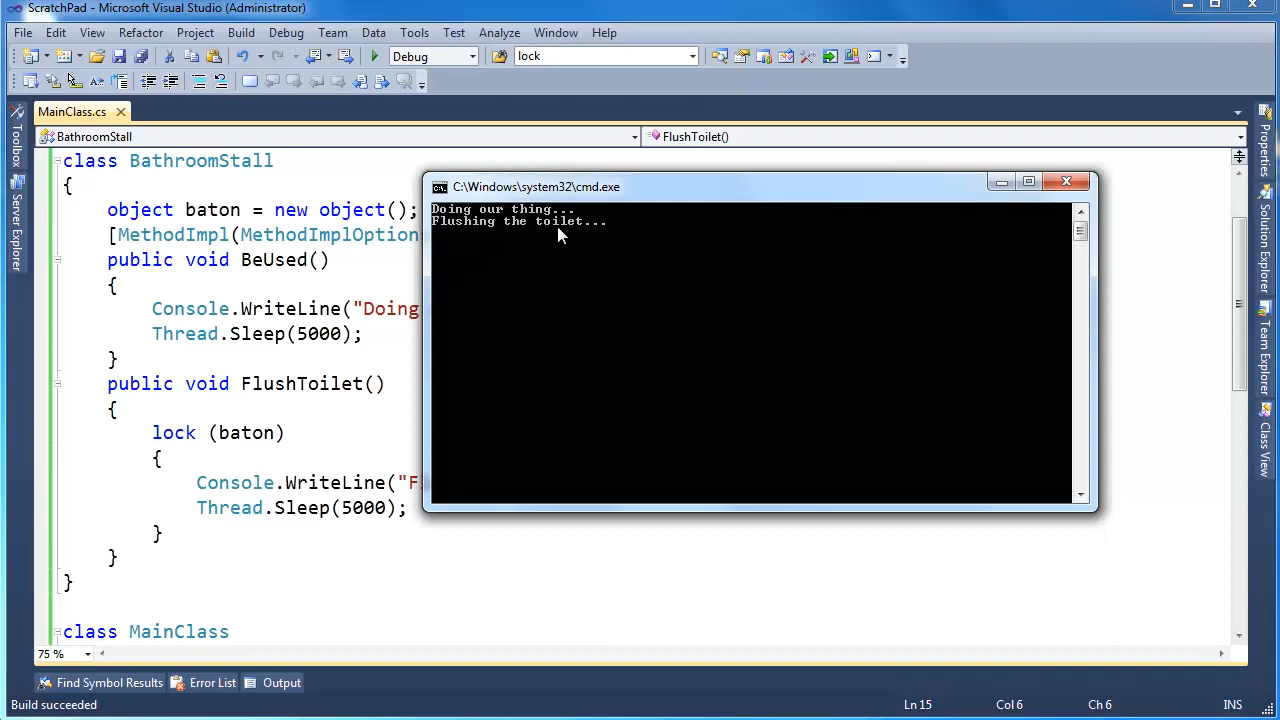 ScratchPad - Microsoft Visual Studio (Administrator)
File Edit View Refactor Project Build Debug Team Data Tools Test Analyze Window Help
Debug lock
MainClass.cs
BathroomStall FlushToilet()
class BathroomStall
{
object baton = new object();
[MethodImpl(MethodImplOptions
public void BeUsed()
{
Console.WriteLine("Doing
Thread.Sleep(5000);
}
public void FlushToilet()
{
lock (baton)
{
Console.WriteLine("F
Thread.Sleep(5000);
}
}
}
class MainClass
C:\Windows\system32\cmd.exe
Doing our thing...
Flushing the toilet...
Toolbox
Server Explorer
Properties
Solution Explorer
Team Explorer
Class View
75 %
Find Symbol Results Error List Output
Build succeeded Ln 15 Col 6 Ch 6 INS